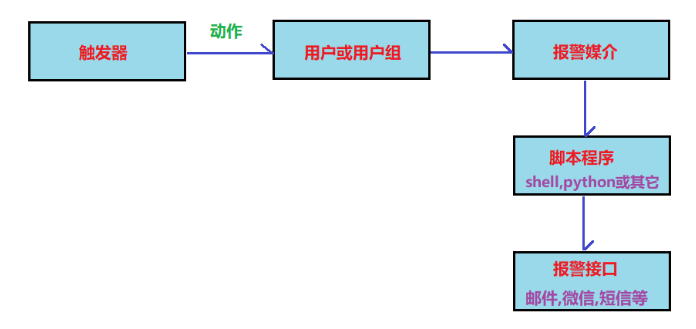 动作
触发器
用户或用户组
报警媒介
脚本程序
shell,python或其它
报警接口
邮件,微信,短信等